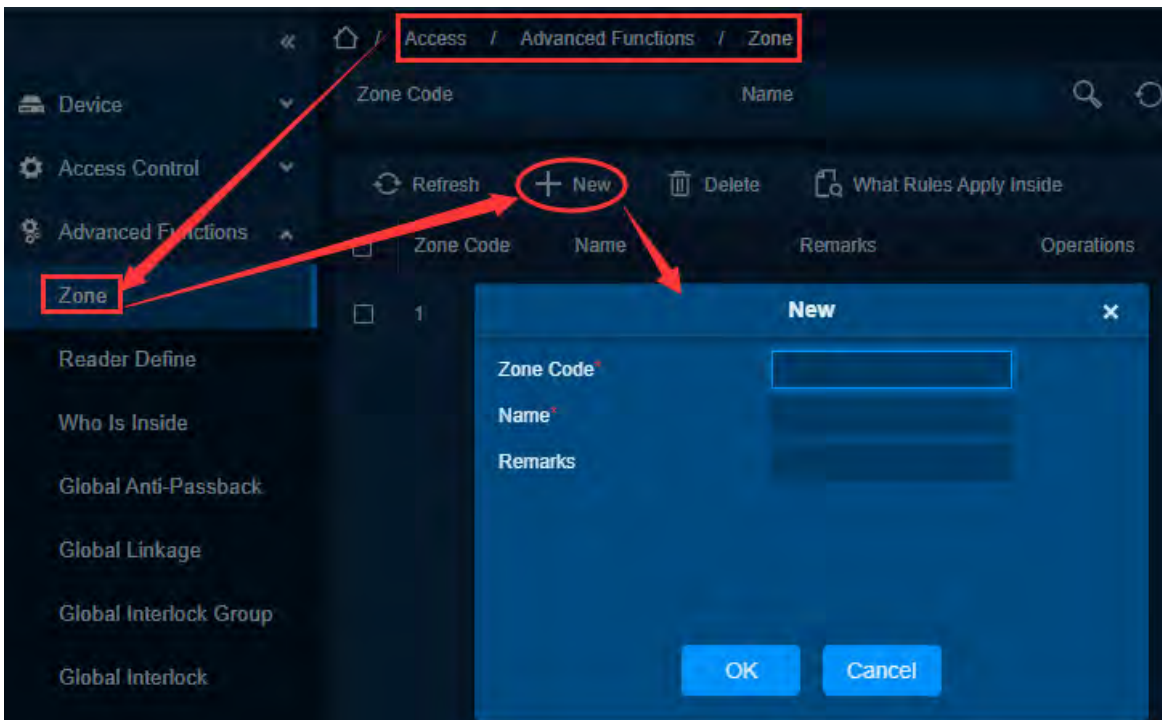 Access / Advanced Functions / Zone
Device
Access Control
Advanced Functions
Zone
Reader Define
Who Is Inside
Global Anti-Passback
Global Linkage
Global Interlock Group
Global Interlock
Zone Code Name
Refresh New Delete What Rules Apply Inside
Zone Code Name Remarks Operations
1
New
Zone Code*
Name*
Remarks
OK Cancel